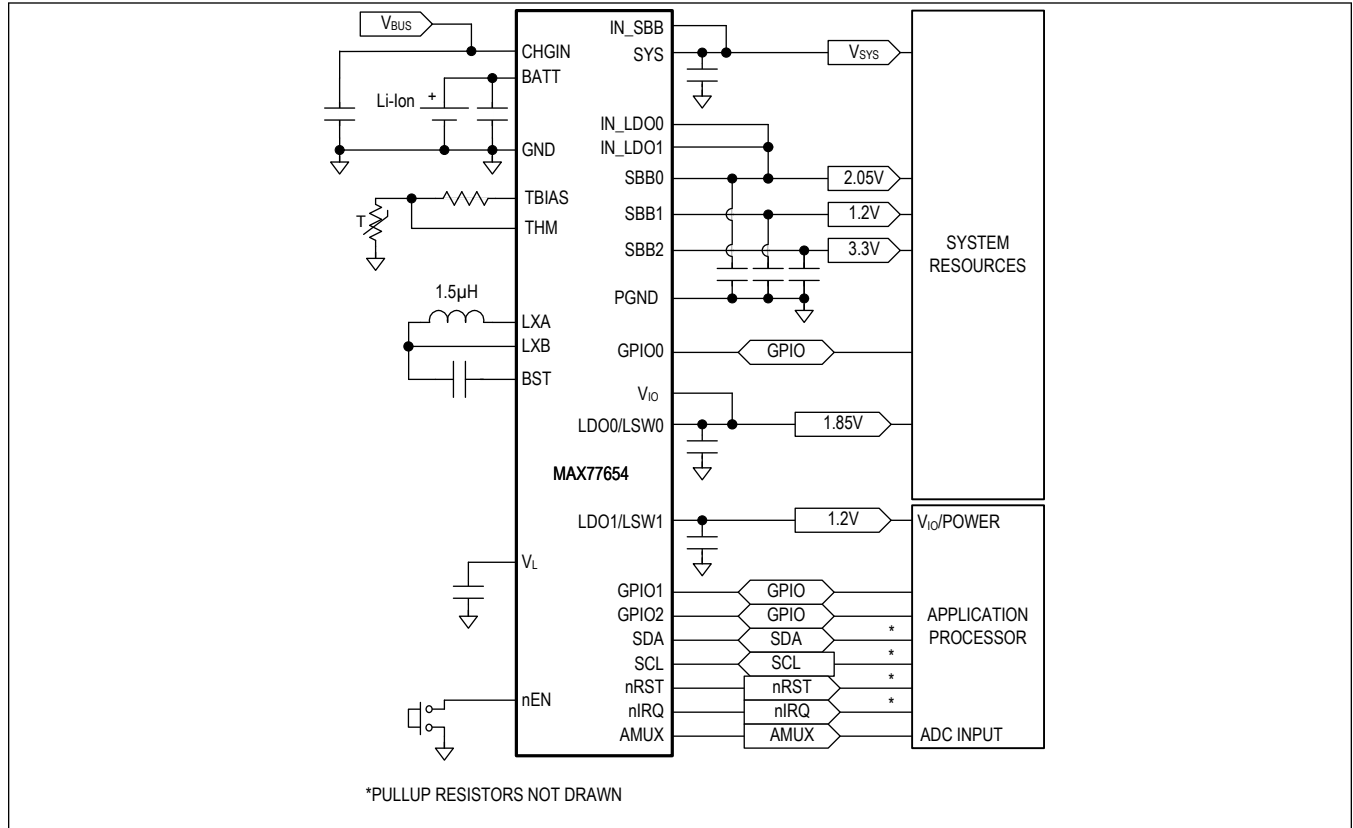 VBUS
CHGIN
BATT
Li-Ion +
GND
TBIAS
T
THM
1.5µH
LXA
LXB
BST
MAX77654
VL
nEN
IN_SBB
SYS
VSYS
IN_LDO0
IN_LDO1
SBB0 2.05V
SBB1 1.2V
SBB2 3.3V
PGND
GPIO0 GPIO
VIO
LDO0/LSW0 1.85V
SYSTEM
RESOURCES
LDO1/LSW1 1.2V VIO/POWER
GPIO1 GPIO
GPIO2 GPIO
SDA SDA *
SCL SCL *
nRST nRST *
nIRQ nIRQ *
AMUX AMUX ADC INPUT
APPLICATION
PROCESSOR
*PULLUP RESISTORS NOT DRAWN